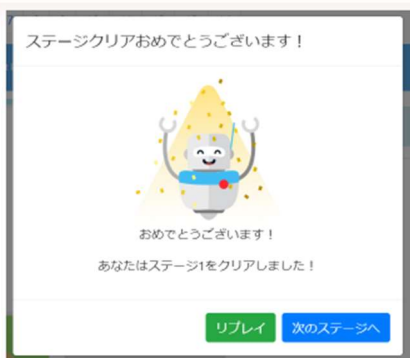 ステージクリアおめでとうございます！
おめでとうございます！
あなたはステージ1をクリアしました！
リプレイ
次のステージへ